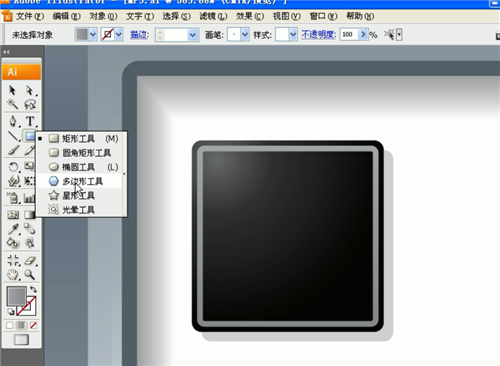 Adobe Illustrator - [MP3.ai @ 505.08% (CMYK/预览)]
文件(F) 编辑(E) 对象(O) 文字(T) 选择(S) 滤镜(L) 效果(C) 视图(V) 窗口 帮助(H)
未选择对象 描边: 画笔: 样式: 不透明度: 100 %
Ai
矩形工具 (M)
圆角矩形工具
椭圆工具 (L)
多边形工具
星形工具
光晕工具